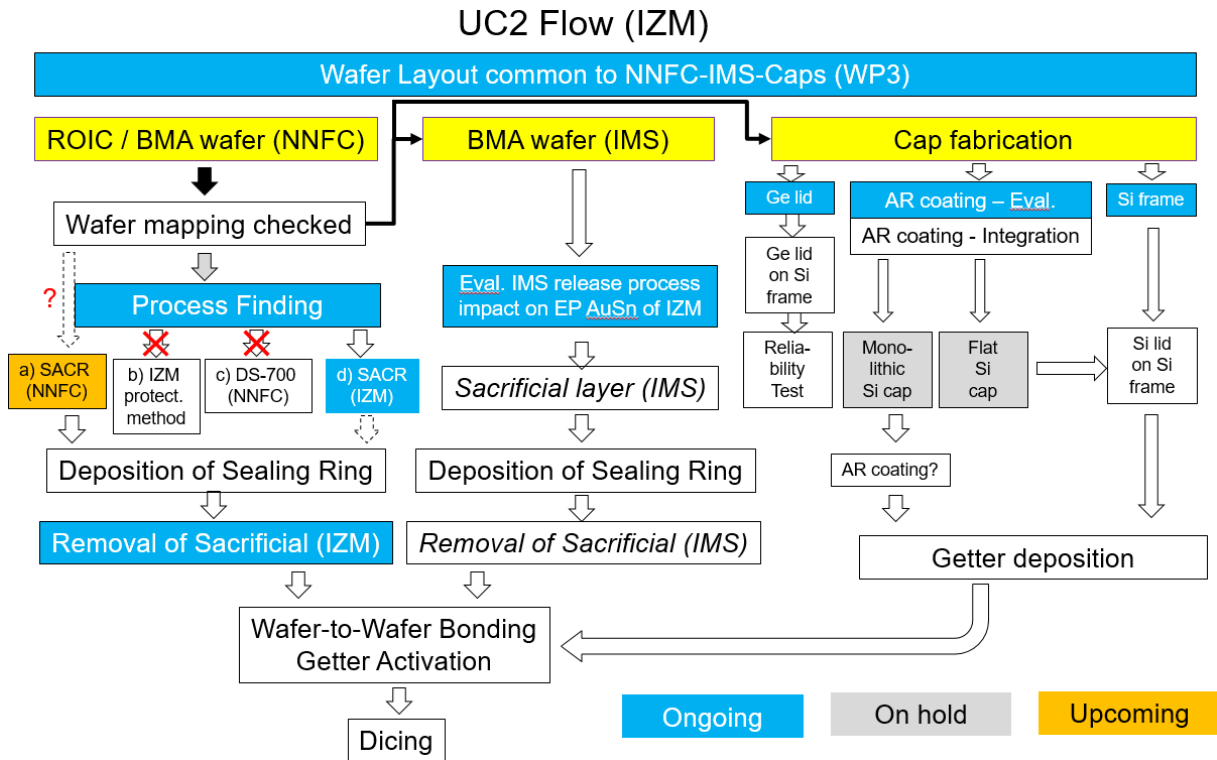 UC2 Flow (IZM)
Wafer Layout common to NNFC-IMS-Caps (WP3)
ROIC / BMA wafer (NNFC)
BMA wafer (IMS)
Cap fabrication
Wafer mapping checked
Ge lid
AR coating – Eval.
AR coating - Integration
Si frame
?
Process Finding
Eval. IMS release process
impact on EP AuSn of IZM
Ge lid
on Si
frame
a) SACR
(NNFC)
b) IZM
protect.
method
c) DS-700
(NNFC)
d) SACR
(IZM)
Sacrificial layer (IMS)
Relia-
bility
Test
Mono-
lithic
Si cap
Flat
Si
cap
Si lid
on Si
frame
Deposition of Sealing Ring
Deposition of Sealing Ring
AR coating?
Removal of Sacrificial (IZM)
Removal of Sacrificial (IMS)
Getter deposition
Wafer-to-Wafer Bonding
Getter Activation
Dicing
Ongoing
On hold
Upcoming